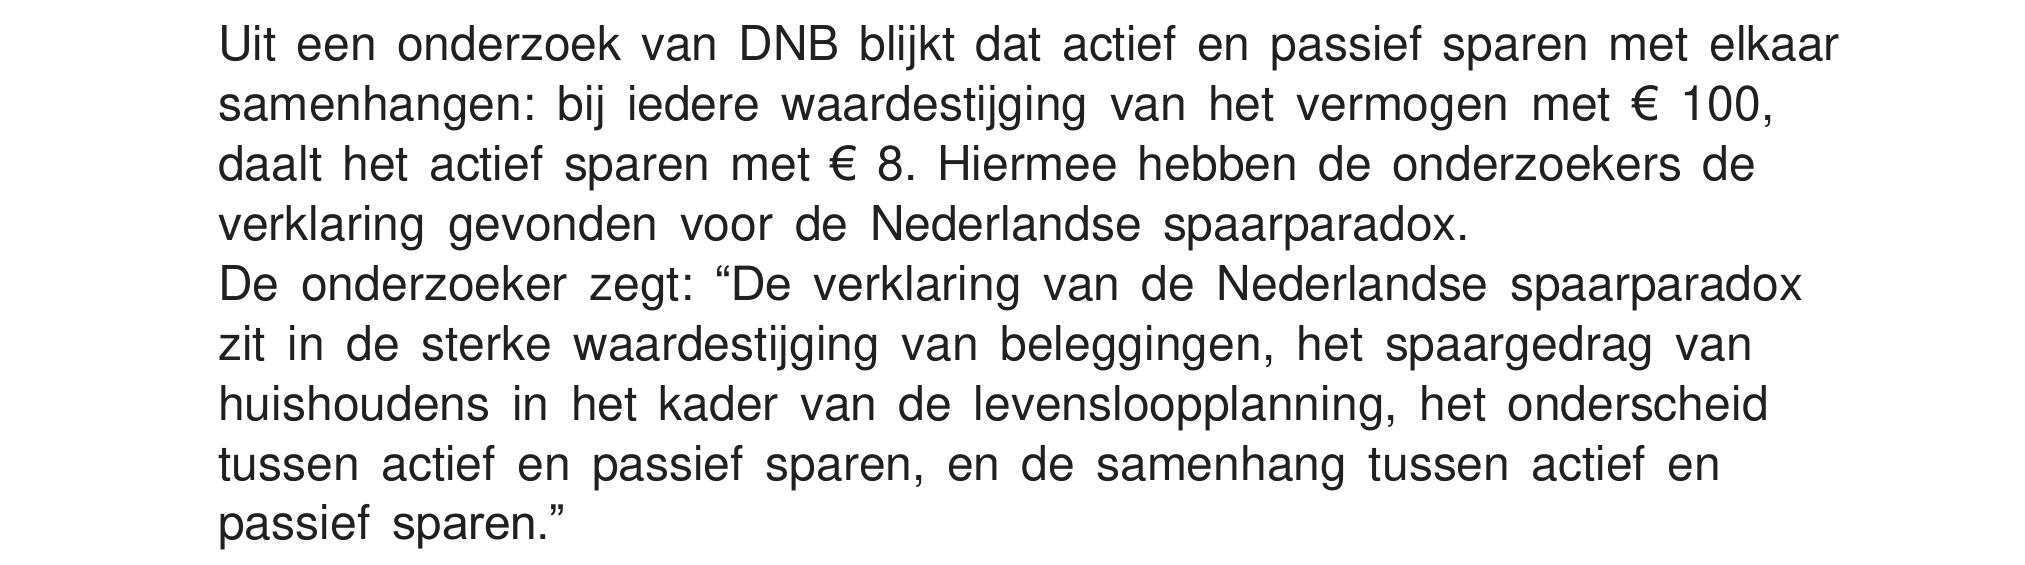 Uit een onderzoek van DNB blijkt dat actief en passief sparen met elkaar
samenhangen: bij iedere waardestijging van het vermogen met € 100,
daalt het actief sparen met € 8. Hiermee hebben de onderzoekers de
verklaring gevonden voor de Nederlandse spaarparadox.
De onderzoeker zegt: “De verklaring van de Nederlandse spaarparadox
zit in de sterke waardestijging van beleggingen, het spaargedrag van
huishoudens in het kader van de levensloopplanning, het onderscheid
tussen actief en passief sparen, en de samenhang tussen actief en
passief sparen.”